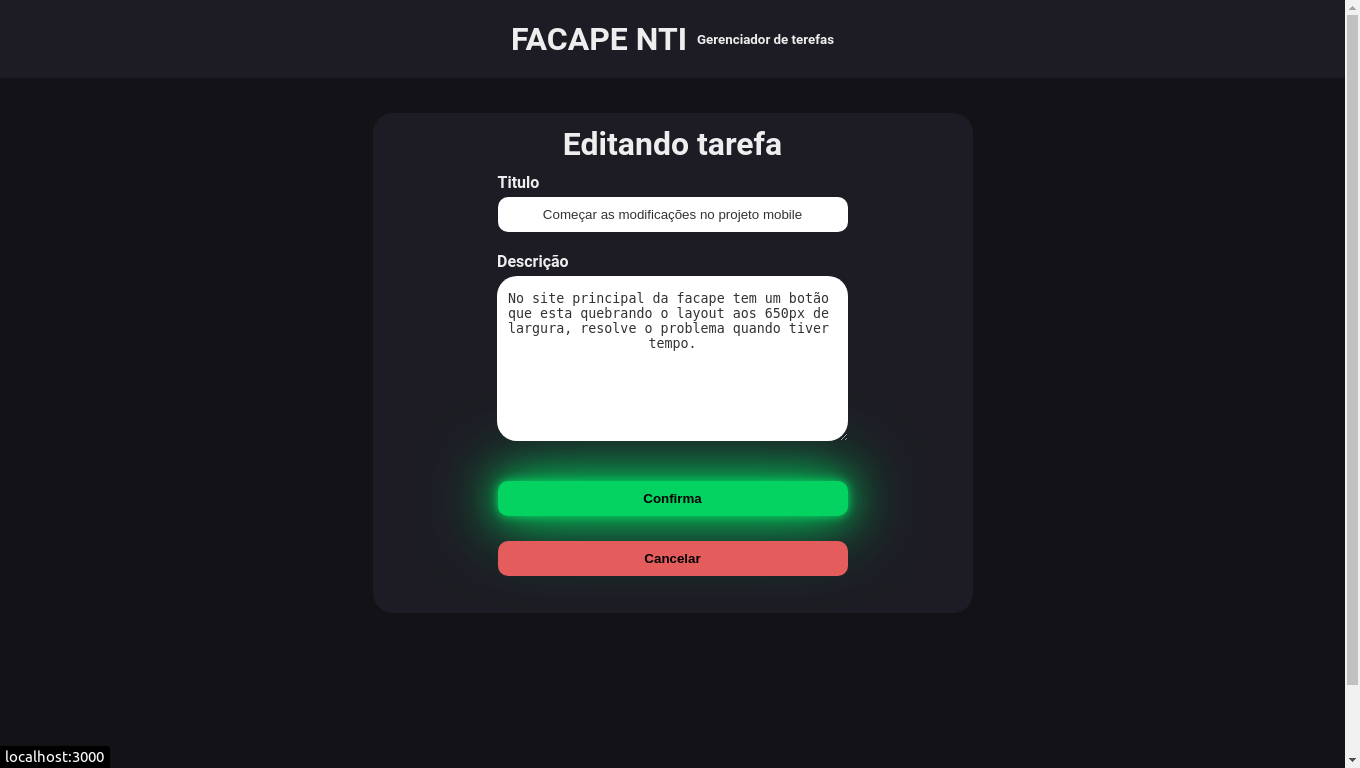 FACAPE NTI Gerenciador de terefas
Editando tarefa
Titulo
Começar as modificações no projeto mobile
Descrição
No site principal da facape tem um botão
que esta quebrando o layout aos 650px de
largura, resolve o problema quando tiver
tempo.
Confirma
Cancelar
localhost:3000